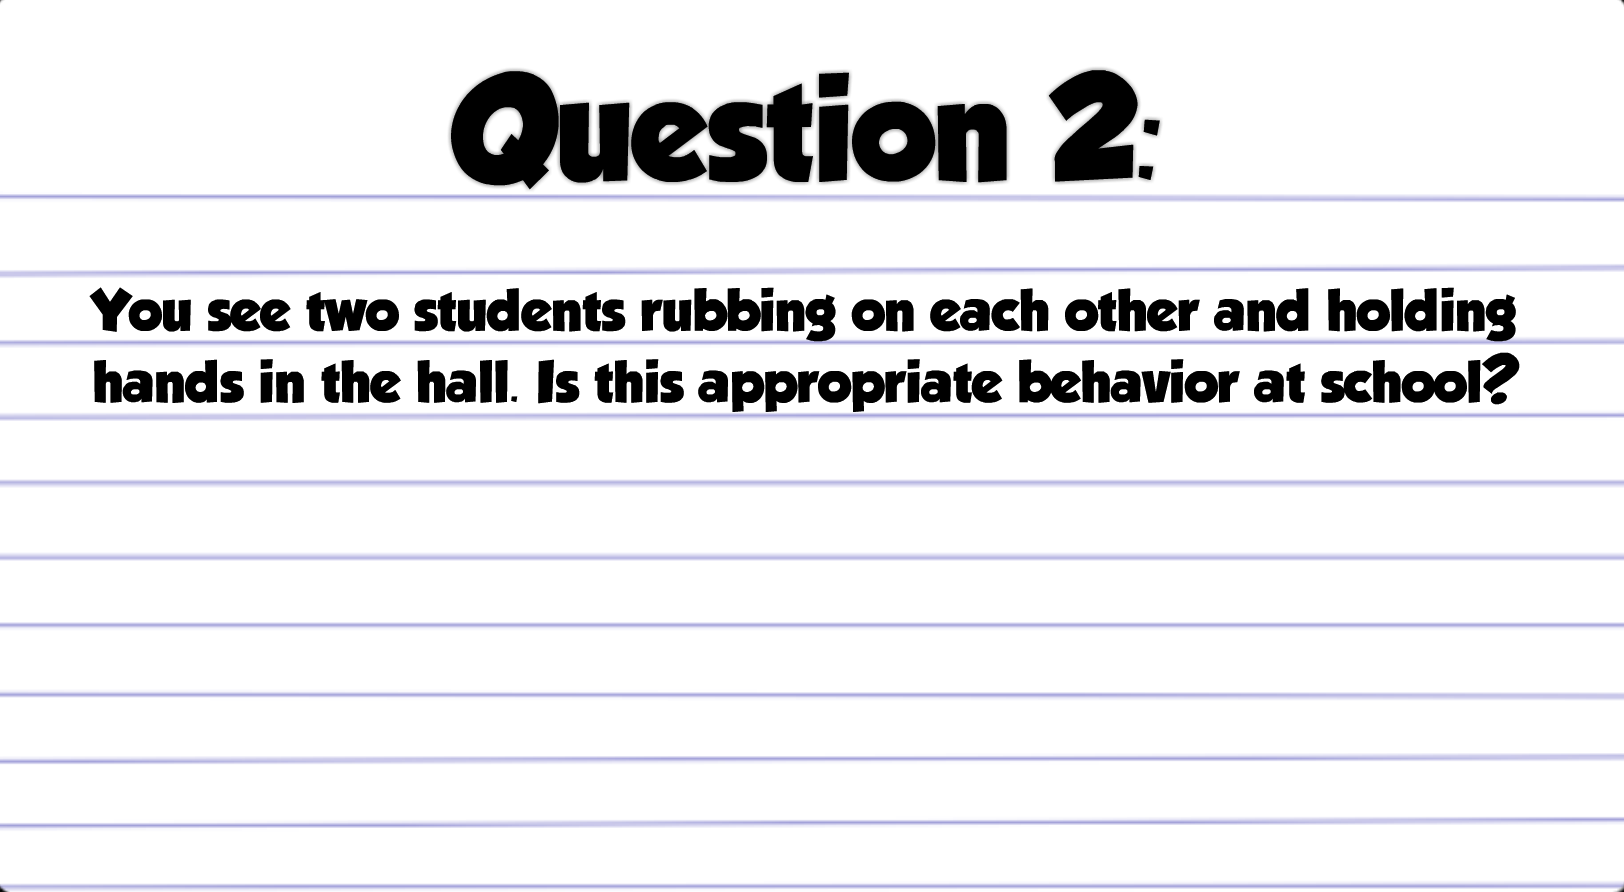 Question 2:
You see two students rubbing on each other and holding
hands in the hall. Is this appropriate behavior at school?